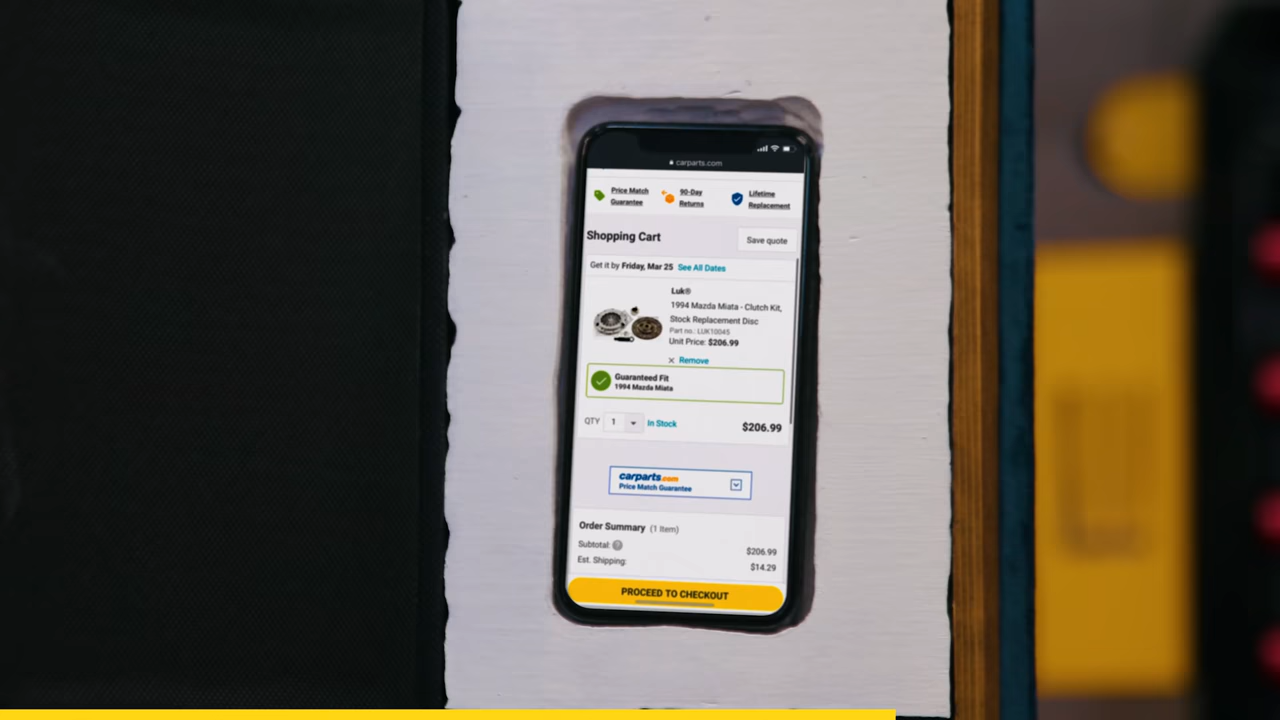 carparts.com
Price Match
Guarantee
90-Day
Returns
Lifetime
Replacement
Shopping Cart
Save quote
Get it by Friday, Mar 25 See All Dates
Luk®
1994 Mazda Miata - Clutch Kit,
Stock Replacement Disc
Part no.: LUK10045
Unit Price: $206.99
× Remove
Guaranteed Fit
1994 Mazda Miata
QTY 1 In Stock $206.99
carparts.com
Price Match Guarantee
Order Summary (1 Item)
Subtotal: ? $206.99
Est. Shipping: $14.29
PROCEED TO CHECKOUT